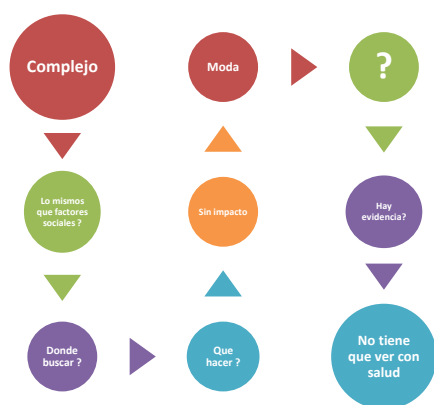 Complejo
Lo mismos
que factores
sociales ?
Donde
buscar ?
Que
hacer ?
Sin impacto
Moda
?
Hay
evidencia?
No tiene
que ver con
salud